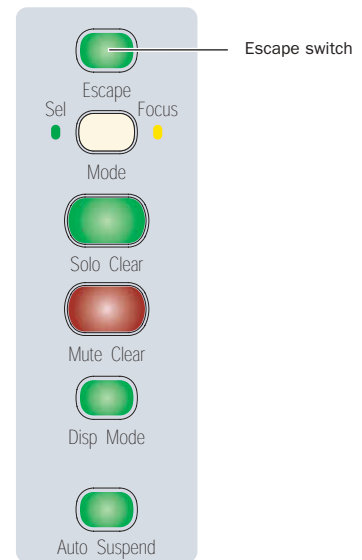 Escape switch
Escape
Sel
Focus
Mode
Solo Clear
Mute Clear
Disp Mode
Auto Suspend